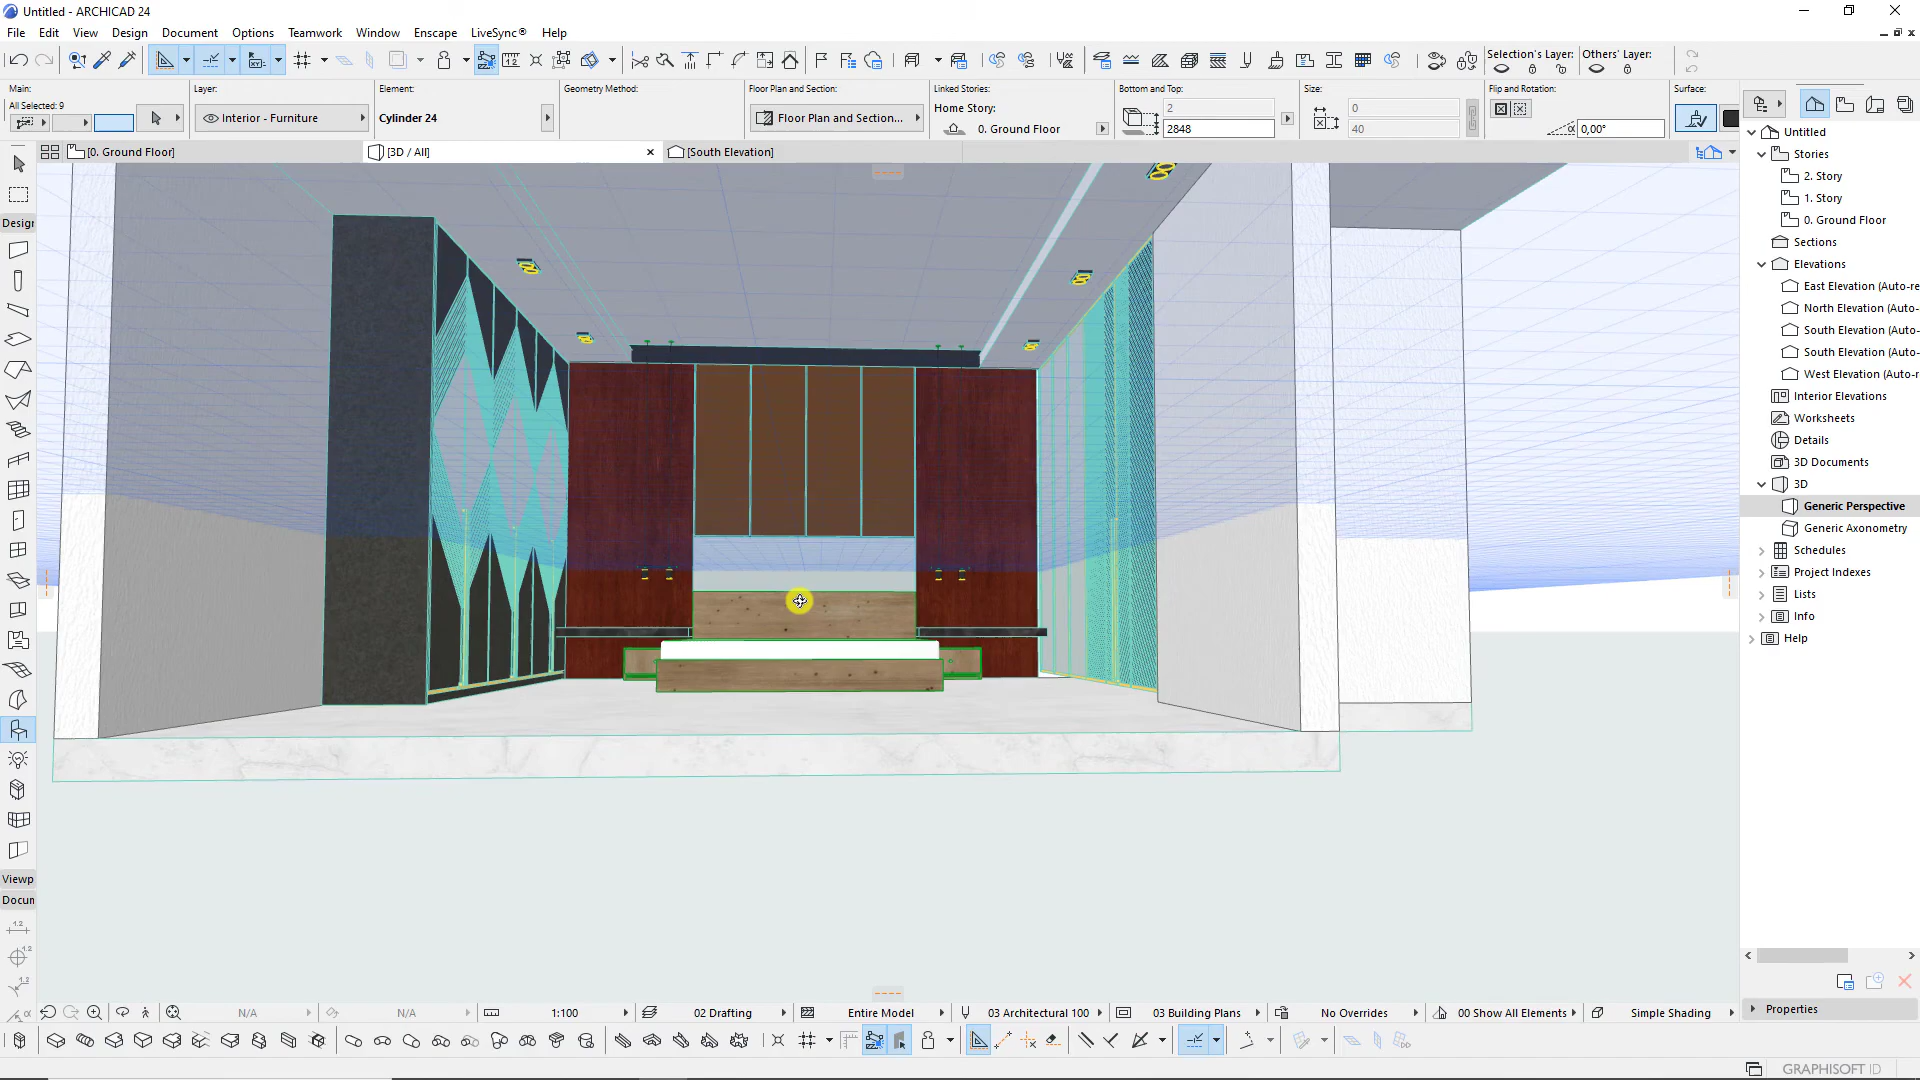 Untitled - ARCHICAD 24
File Edit View Design Document Options Teamwork Window Enscape LiveSync® Help
Selection's Layer: Others' Layer:
Main: Layer: Element: Geometry Method: Floor Plan and Section: Linked Stories: Bottom and Top: Size: Flip and Rotation: Surface:
All Selected: 9
Interior - Furniture
Cylinder 24
Floor Plan and Section...
Home Story:
0. Ground Floor
2
2848
0
40
0,00°
[0. Ground Floor]
[3D / All]
[South Elevation]
Untitled
Stories
2. Story
1. Story
0. Ground Floor
Sections
Elevations
East Elevation (Auto-re
North Elevation (Auto-
South Elevation (Auto-
South Elevation (Auto-
West Elevation (Auto-r
Interior Elevations
Worksheets
Details
3D Documents
3D
Generic Perspective
Generic Axonometry
Schedules
Project Indexes
Lists
Info
Help
Properties
Design
Viewp
Docum
1.2
1.2
1.2
N/A N/A 1:100 02 Drafting Entire Model 03 Architectural 100 03 Building Plans No Overrides 00 Show All Elements Simple Shading
GRAPHISOFT ID